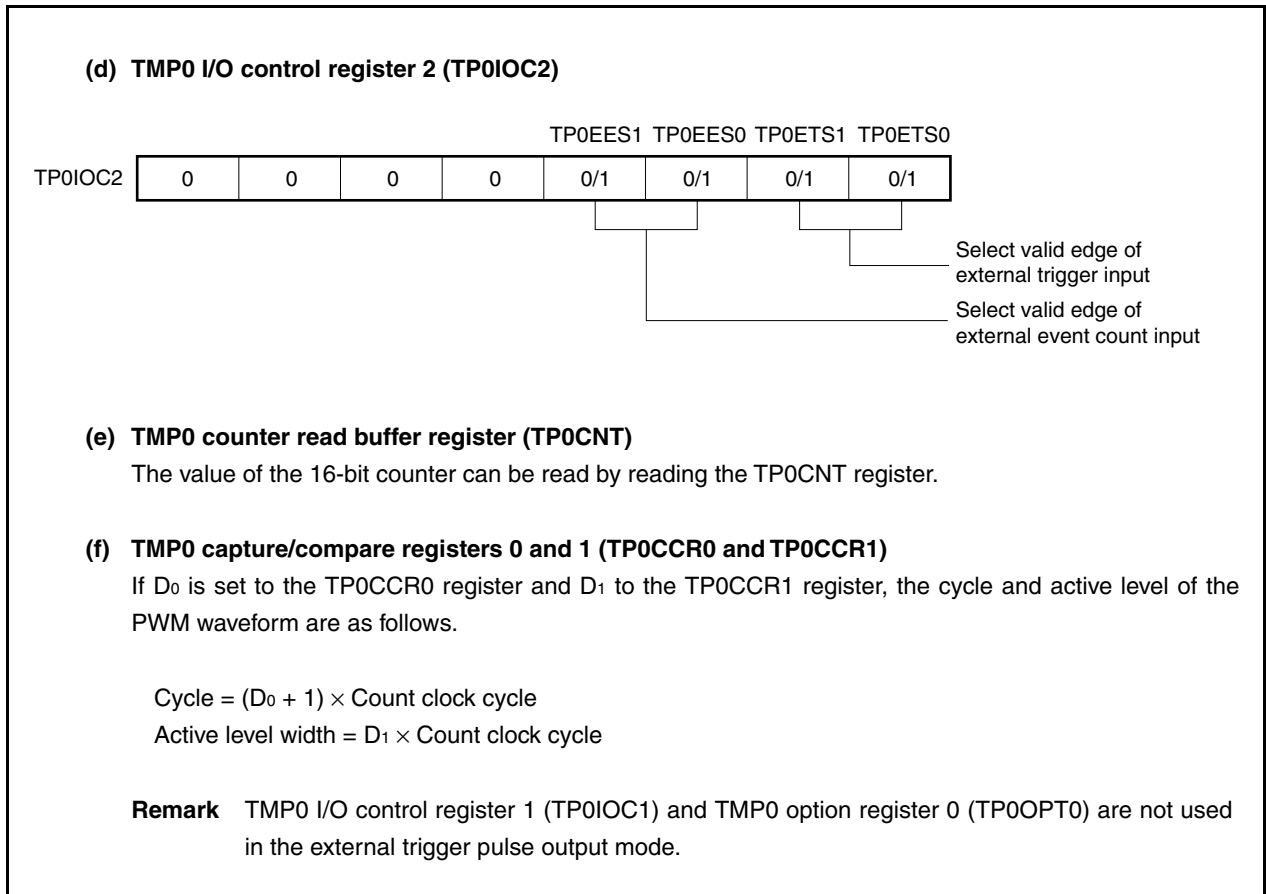 (d) TMP0 I/O control register 2 (TP0IOC2)
TP0EES1 TP0EES0 TP0ETS1 TP0ETS0
TP0IOC2 0 0 0 0 0/1 0/1 0/1 0/1
Select valid edge of
external trigger input
Select valid edge of
external event count input
(e) TMP0 counter read buffer register (TP0CNT)
The value of the 16-bit counter can be read by reading the TP0CNT register.
(f) TMP0 capture/compare registers 0 and 1 (TP0CCR0 and TP0CCR1)
If D0 is set to the TP0CCR0 register and D1 to the TP0CCR1 register, the cycle and active level of the
PWM waveform are as follows.
Cycle = (D0 + 1) × Count clock cycle
Active level width = D1 × Count clock cycle
Remark TMP0 I/O control register 1 (TP0IOC1) and TMP0 option register 0 (TP0OPT0) are not used
in the external trigger pulse output mode.